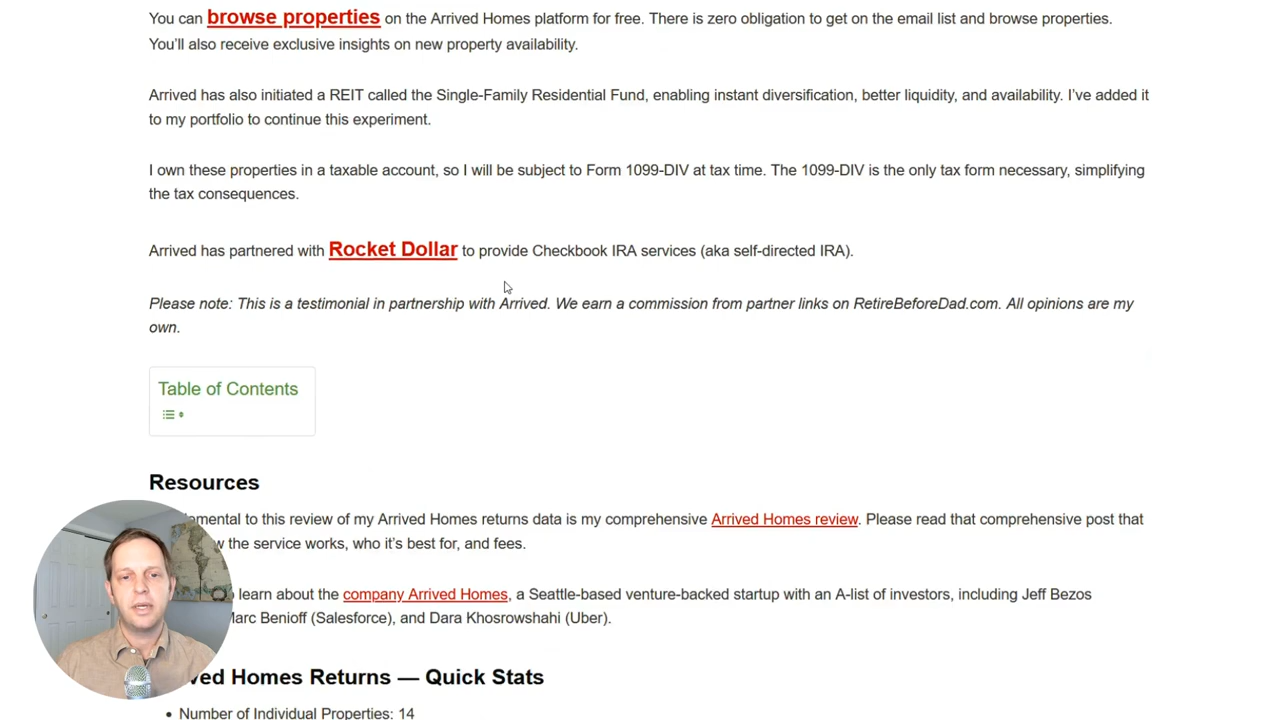 You can browse properties on the Arrived Homes platform for free. There is zero obligation to get on the email list and browse properties.
You'll also receive exclusive insights on new property availability.
Arrived has also initiated a REIT called the Single-Family Residential Fund, enabling instant diversification, better liquidity, and availability. I've added it
to my portfolio to continue this experiment.
I own these properties in a taxable account, so I will be subject to Form 1099-DIV at tax time. The 1099-DIV is the only tax form necessary, simplifying
the tax consequences.
Arrived has partnered with Rocket Dollar to provide Checkbook IRA services (aka self-directed IRA).
Please note: This is a testimonial in partnership with Arrived. We earn a commission from partner links on RetireBeforeDad.com. All opinions are my
own.
Table of Contents
Resources
to this review of my Arrived Homes returns data is my comprehensive Arrived Homes review. Please read that comprehensive post that
the service works, who it's best for, and fees.
learn about the company Arrived Homes, a Seattle-based venture-backed startup with an A-list of investors, including Jeff Bezos
Marc Benioff (Salesforce), and Dara Khosrowshahi (Uber).
Homes Returns — Quick Stats
• Number of Individual Properties: 14